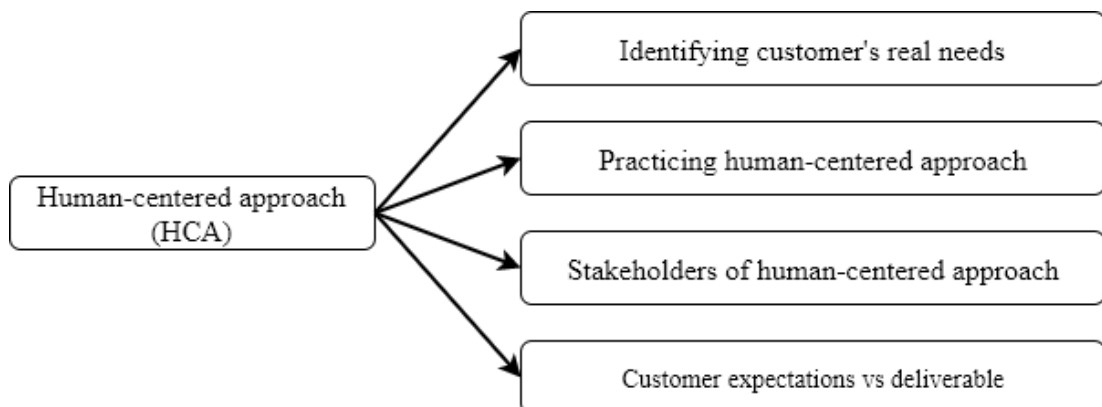 Identifying customer's real needs
Practicing human-centered approach
Human-centered approach
(HCA)
Stakeholders of human-centered approach
Customer expectations vs deliverable